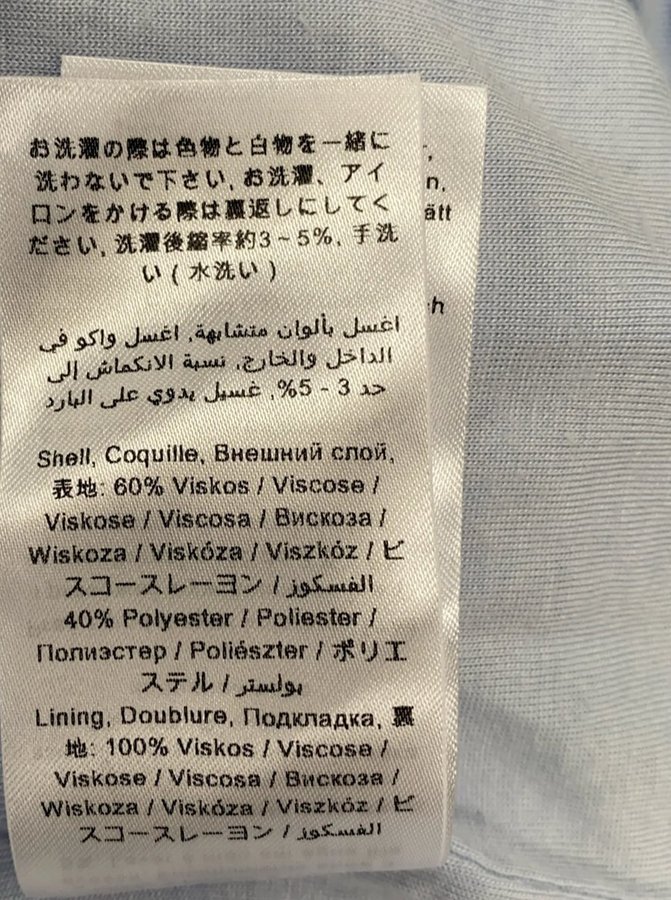 お洗濯の際は色物と白物を一緒に
洗わないで下さい, お洗濯、アイ
ロンをかける際は裏返しにしてく
ださい, 洗濯後縮率約3～5%, 手洗
い ( 水洗い )
اغسل بألوان متشابهة, اغسل واكو في
الداخل والخارج, نسبة الانكماش إلى
حد 3 - 5%, غسيل يدوي على البارد
Shell, Coquille, Внешний слой,
表地: 60% Viskos / Viscose /
Viskose / Viscosa / Вискоза /
Wiskoza / Viskóza / Viszkóz / ビ
スコースレーヨン / الفسكوز
40% Polyester / Poliester /
Полиэстер / Poliészter / ポリエ
ステル / بولستر
Lining, Doublure, Подкладка, 裏
地: 100% Viskos / Viscose /
Viskose / Viscosa / Вискоза /
Wiskoza / Viskóza / Viszkóz / ビ
スコースレーヨン / الفسكوز